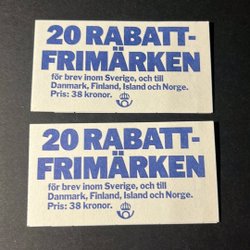 20 RABATT-
FRIMÄRKEN
för brev inom Sverige, och till
Danmark, Finland, Island och Norge.
Pris: 38 kronor.
20 RABATT-
FRIMÄRKEN
för brev inom Sverige, och till
Danmark, Finland, Island och Norge.
Pris: 38 kronor.